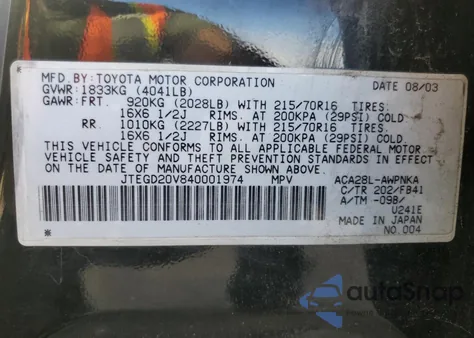 MFD.BY:TOYOTA MOTOR CORPORATION DATE 08/03
GVWR:1833KG (4041LB)
GAWR:FRT. 920KG (2028LB) WITH 215/70R16 TIRES.
16X6 1/2J RIMS. AT 200KPA (29PSI) COLD
RR. 1010KG (2227LB) WITH 215/70R16 TIRES.
16X6 1/2J RIMS. AT 200KPA (29PSI) COLD
THIS VEHICLE CONFORMS TO ALL APPLICABLE FEDERAL MOTOR
VEHICLE SAFETY AND THEFT PREVENTION STANDARDS IN EFFECT
ON THE DATE OF MANUFACTURE SHOWN ABOVE.
JTEGD20V840001974 MPV ACA28L-AWPNKA
C/TR 202/FB41
A/TM -098/
U241E
MADE IN JAPAN
NO.004
autoSnap